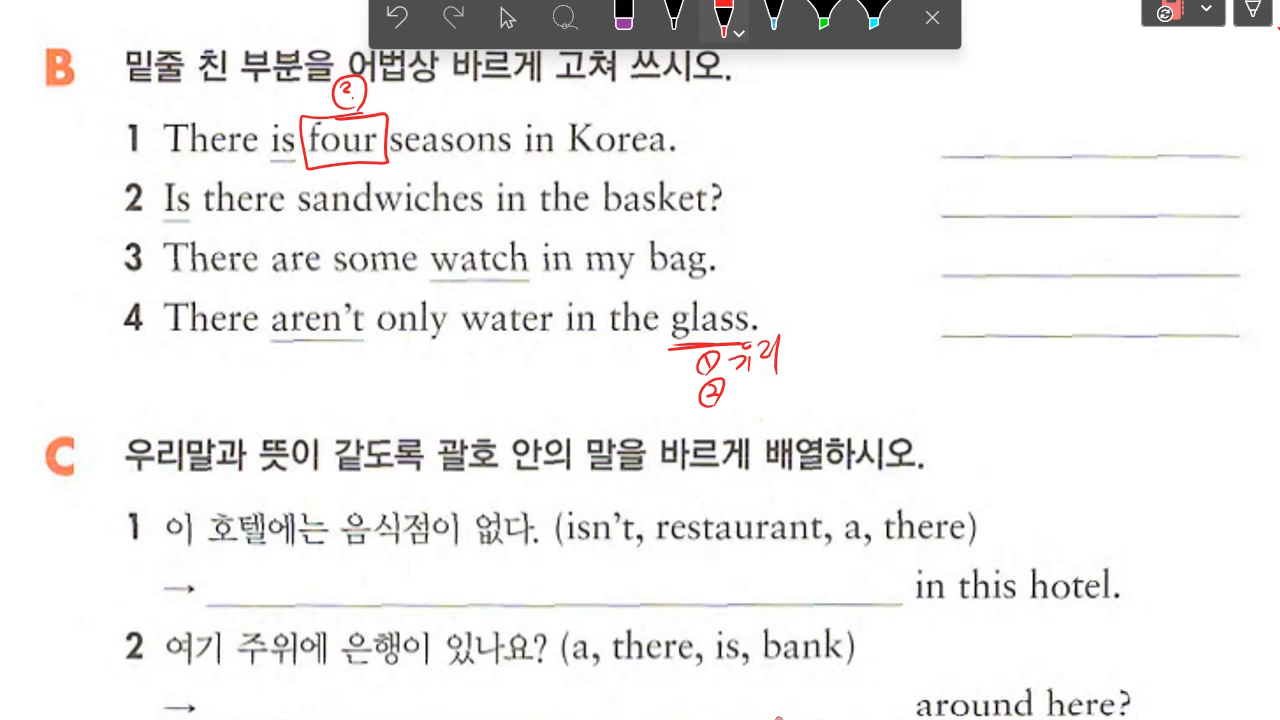 B 밑줄 친 부분을 어법상 바르게 고쳐 쓰시오.
②
1 There is four seasons in Korea.
2 Is there sandwiches in the basket?
3 There are some watch in my bag.
4 There aren't only water in the glass.
①
②
C 우리말과 뜻이 같도록 괄호 안의 말을 바르게 배열하시오.
1 이 호텔에는 음식점이 없다. (isn't, restaurant, a, there)
→ in this hotel.
2 여기 주위에 은행이 있나요? (a, there, is, bank)
→ around here?